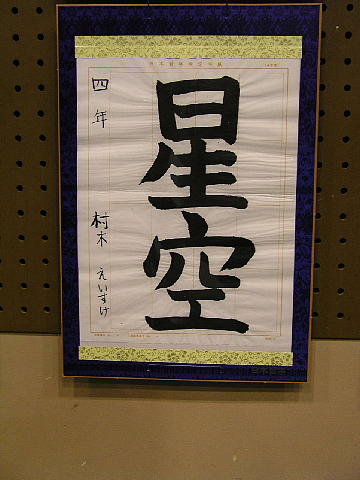 星空
四年
村木 えいすけ